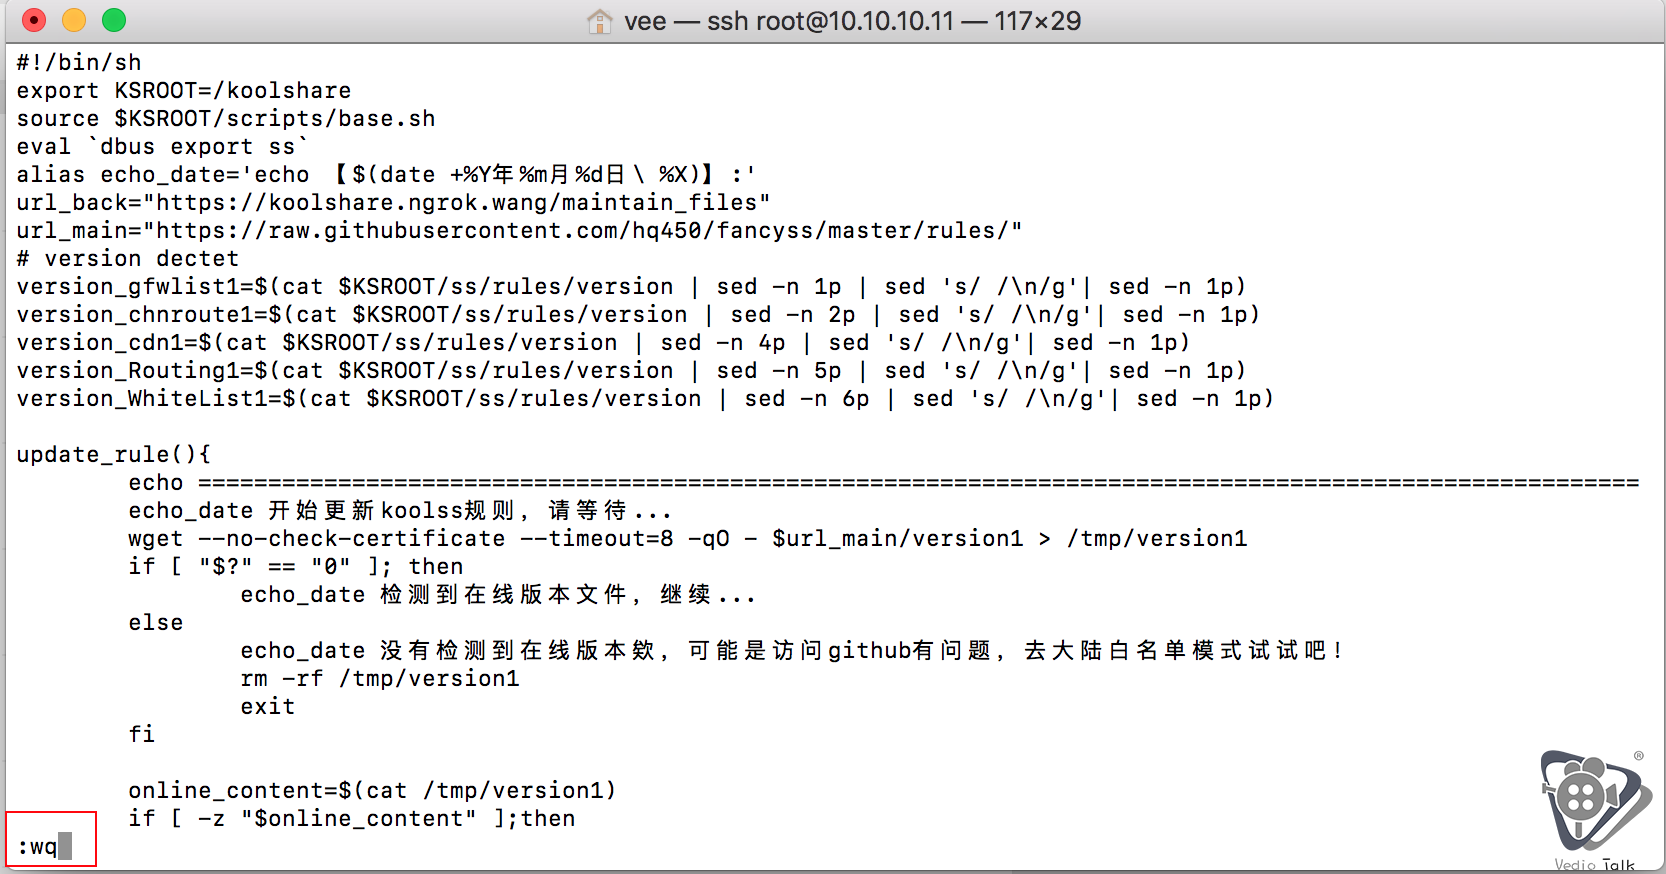 vee — ssh root@10.10.10.11 — 117×29
#!/bin/sh
export KSROOT=/koolshare
source $KSROOT/scripts/base.sh
eval `dbus export ss`
alias echo_date='echo 【$(date +%Y年%m月%d日\ %X)】:'
url_back="https://koolshare.ngrok.wang/maintain_files"
url_main="https://raw.githubusercontent.com/hq450/fancyss/master/rules/"
# version dectet
version_gfwlist1=$(cat $KSROOT/ss/rules/version | sed -n 1p | sed 's/ /\n/g'| sed -n 1p)
version_chnroute1=$(cat $KSROOT/ss/rules/version | sed -n 2p | sed 's/ /\n/g'| sed -n 1p)
version_cdn1=$(cat $KSROOT/ss/rules/version | sed -n 4p | sed 's/ /\n/g'| sed -n 1p)
version_Routing1=$(cat $KSROOT/ss/rules/version | sed -n 5p | sed 's/ /\n/g'| sed -n 1p)
version_WhiteList1=$(cat $KSROOT/ss/rules/version | sed -n 6p | sed 's/ /\n/g'| sed -n 1p)
update_rule(){
echo =======================================================================================================
echo_date 开始更新koolss规则，请等待...
wget --no-check-certificate --timeout=8 -qO - $url_main/version1 > /tmp/version1
if [ "$?" == "0" ]; then
echo_date 检测到在线版本文件，继续...
else
echo_date 没有检测到在线版本欸，可能是访问github有问题，去大陆白名单模式试试吧!
rm -rf /tmp/version1
exit
fi
online_content=$(cat /tmp/version1)
if [ -z "$online_content" ];then
:wq
®
Vedio Talk